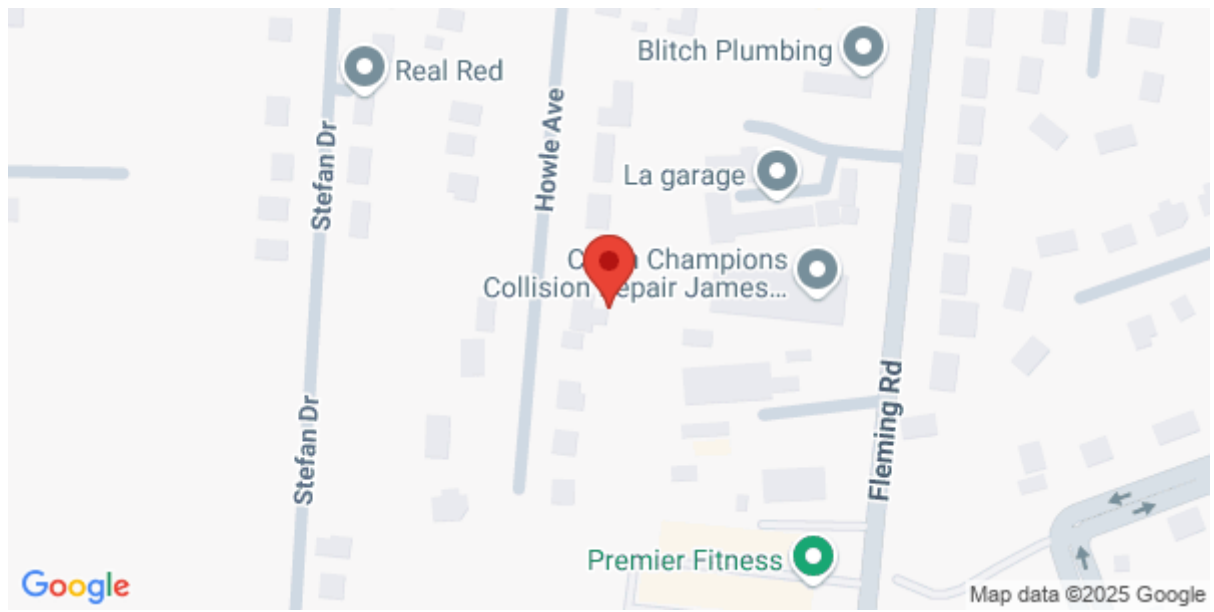 Blitch Plumbing
Real Red
Howle Ave
Stefan Dr
La garage
Champions
Collision Repair James...
Stefan Dr
Fleming Rd
Premier Fitness
Google
Map data ©2025 Google